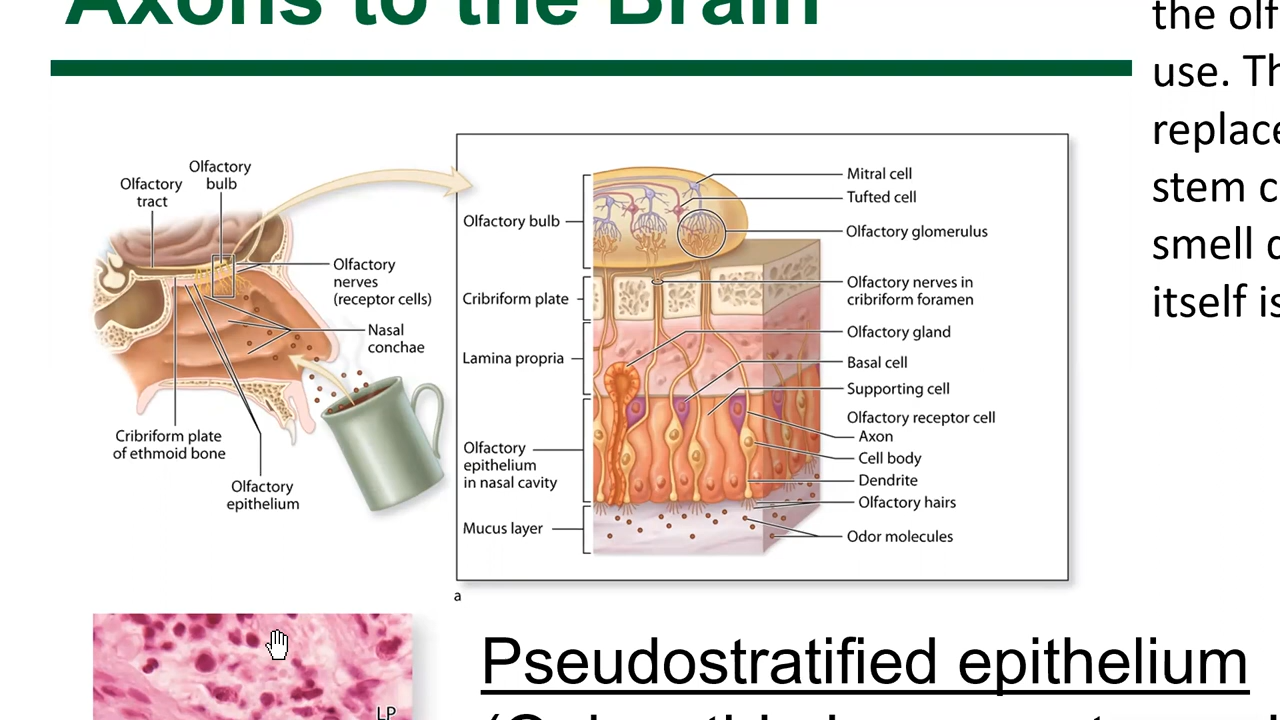 Axons to the Brain
the olf
use. Th
replace
stem c
smell d
itself is
Olfactory
bulb
Olfactory
tract
Olfactory
nerves
(receptor cells)
Nasal
conchae
Cribriform plate
of ethmoid bone
Olfactory
epithelium
Olfactory bulb
Cribriform plate
Lamina propria
Olfactory
epithelium
in nasal cavity
Mucus layer
Mitral cell
Tufted cell
Olfactory glomerulus
Olfactory nerves in
cribriform foramen
Olfactory gland
Basal cell
Supporting cell
Olfactory receptor cell
Axon
Cell body
Dendrite
Olfactory hairs
Odor molecules
a
LP
Pseudostratified epithelium